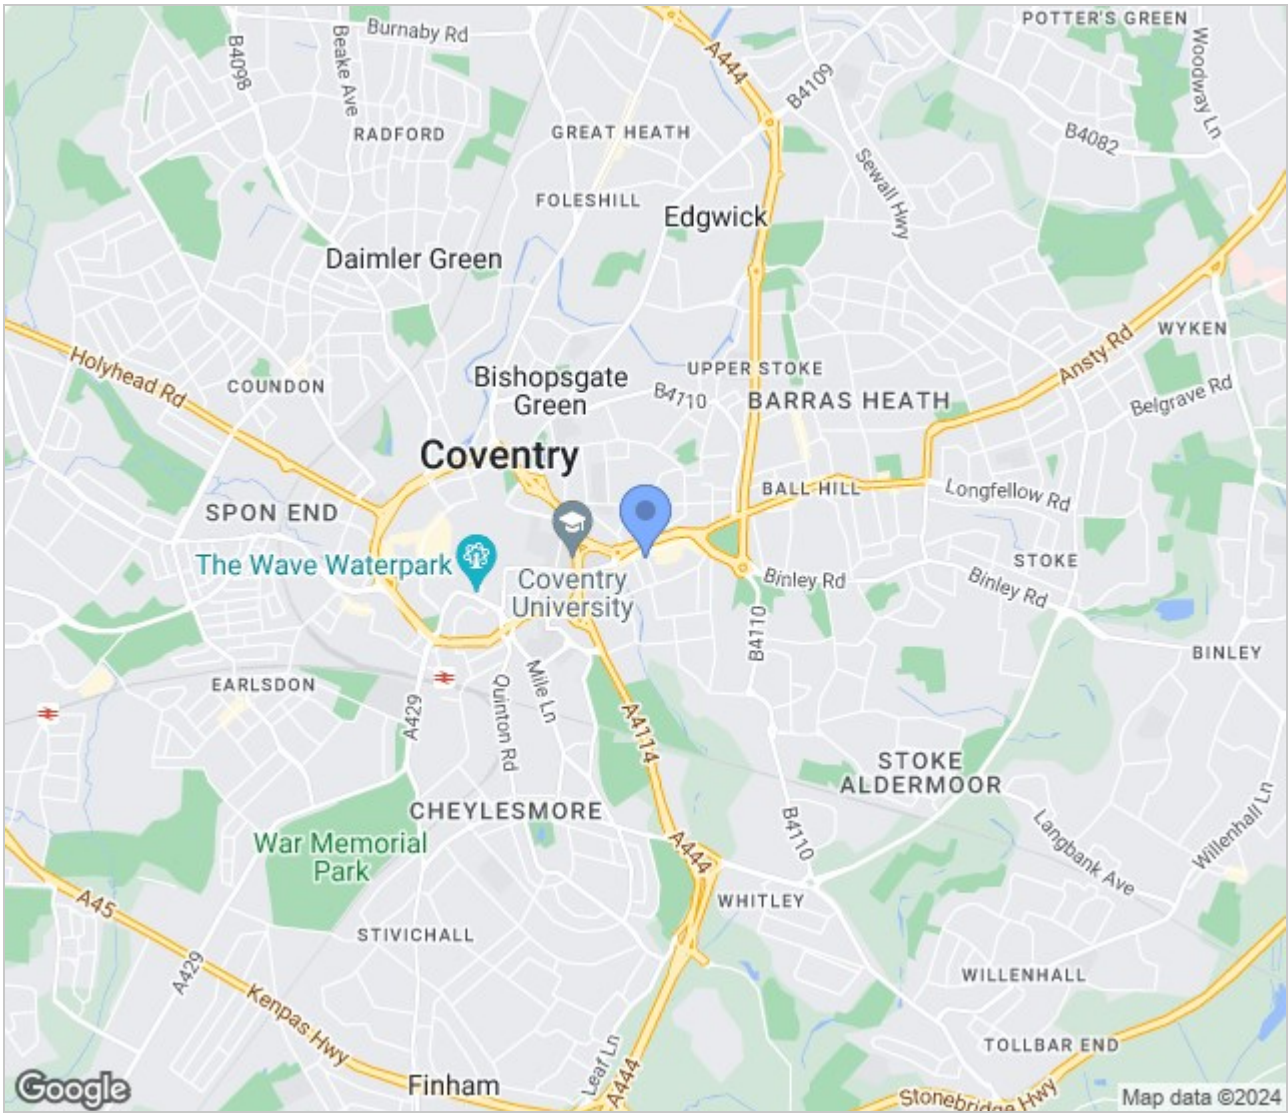 POTTER'S GREEN
Burnaby Rd
B4098
Beake Ave
A444
B4109
Woodway Ln
RADFORD
GREAT HEATH
B4082
Sewall Hwy
FOLESHILL
Edgwick
Daimler Green
WYKEN
Ansty Rd
Holyhead Rd
COUNDON
Bishopsgate
Green
UPPER STOKE
B4110
BARRAS HEATH
Belgrave Rd
Coventry
BALL HILL
Longfellow Rd
SPON END
The Wave Waterpark
Coventry
University
Binley Rd
STOKE
Binley Rd
B4110
BINLEY
EARLSDON
Mile Ln
Quinton Rd
A429
A4114
STOKE
ALDERMOOR
CHEYLESMORE
War Memorial
Park
B4110
Langbank Ave
Willenhall Ln
A444
WHITLEY
A45
STIVICHALL
A429
WILLENHALL
Kenpas Hwy
TOLLBAR END
Leaf Ln
A444
Finham
Stonebridge Hwy
Google
Map data ©2024